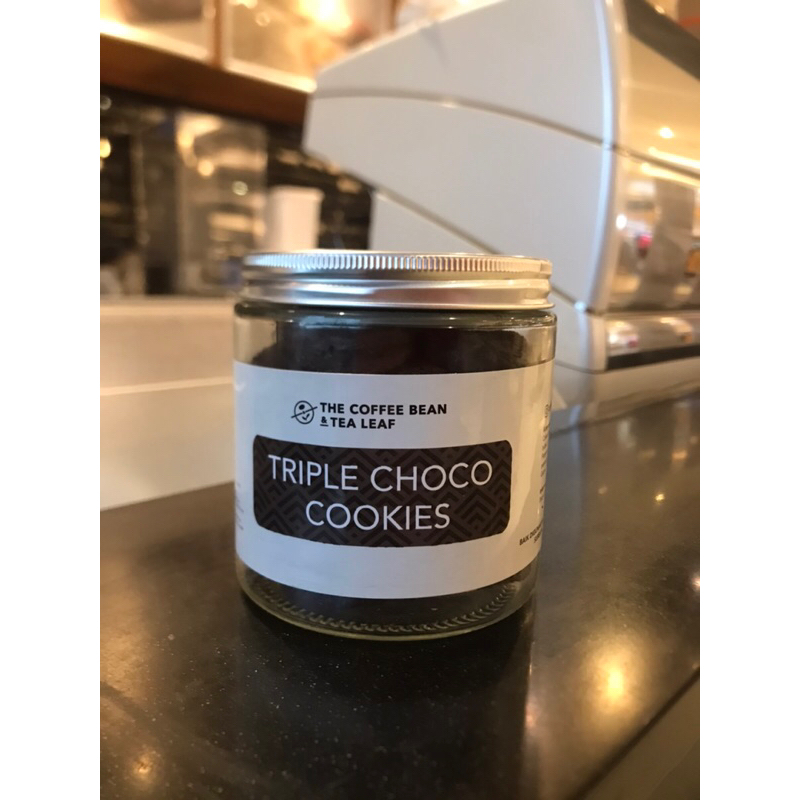 THE COFFEE BEAN
& TEA LEAF
TRIPLE CHOCO
COOKIES